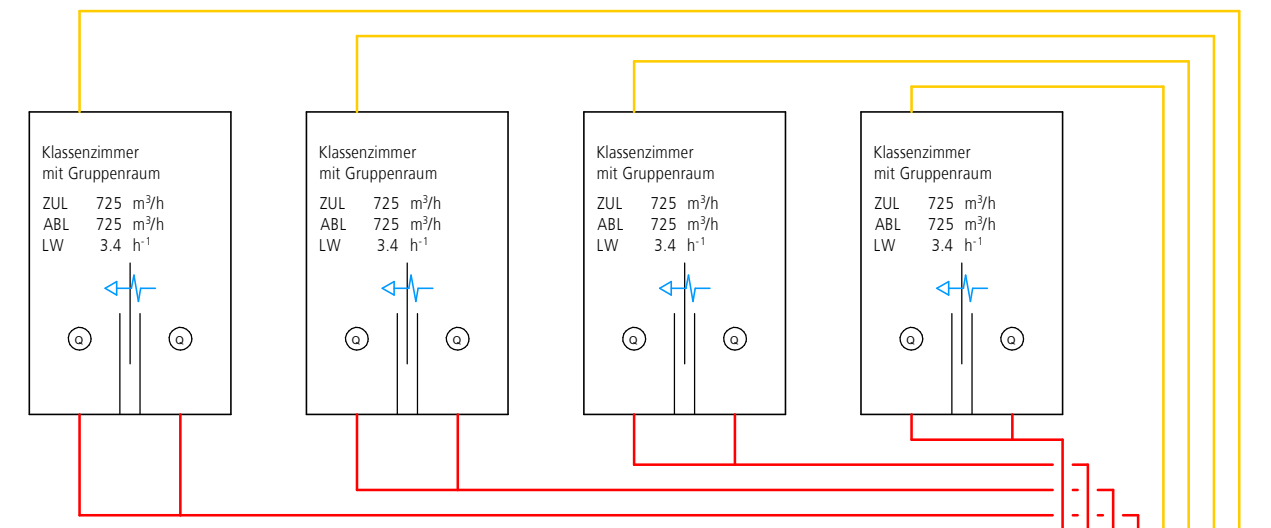 Klassenzimmer
mit Gruppenraum
ZUL 725 m³/h
ABL 725 m³/h
LW 3.4 h⁻¹
Q Q
Klassenzimmer
mit Gruppenraum
ZUL 725 m³/h
ABL 725 m³/h
LW 3.4 h⁻¹
Q Q
Klassenzimmer
mit Gruppenraum
ZUL 725 m³/h
ABL 725 m³/h
LW 3.4 h⁻¹
Q Q
Klassenzimmer
mit Gruppenraum
ZUL 725 m³/h
ABL 725 m³/h
LW 3.4 h⁻¹
Q Q